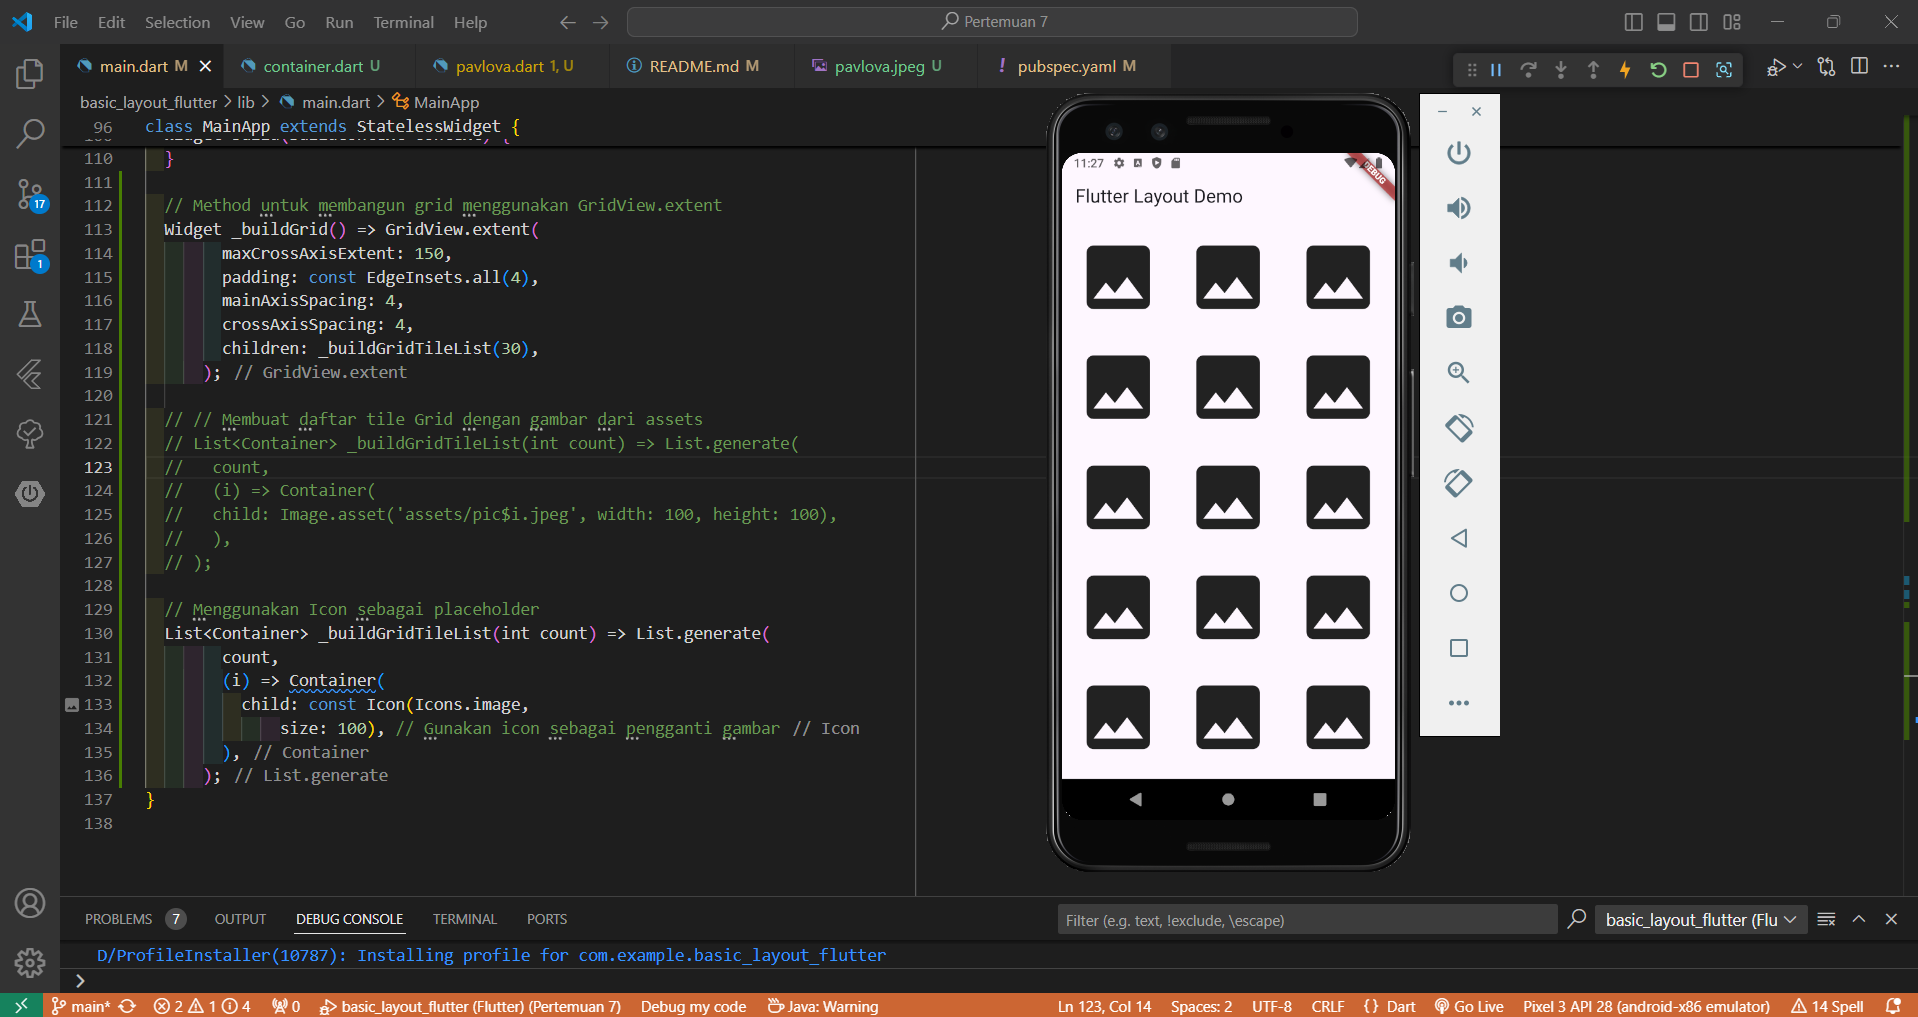 File Edit Selection View Go Run Terminal Help
Pertemuan 7
main.dart M
container.dart U
pavlova.dart 1, U
README.md M
pavlova.jpeg U
! pubspec.yaml M
basic_layout_flutter > lib > main.dart > MainApp
96 class MainApp extends StatelessWidget {
110 }
111
112 // Method untuk membangun grid menggunakan GridView.extent
113 Widget _buildGrid() => GridView.extent(
114 maxCrossAxisExtent: 150,
115 padding: const EdgeInsets.all(4),
116 mainAxisSpacing: 4,
117 crossAxisSpacing: 4,
118 children: _buildGridTileList(30),
119 ); // GridView.extent
120
121 // // Membuat daftar tile Grid dengan gambar dari assets
122 // List<Container> _buildGridTileList(int count) => List.generate(
123 // count,
124 // (i) => Container(
125 // child: Image.asset('assets/pic$i.jpeg', width: 100, height: 100),
126 // ),
127 // );
128
129 // Menggunakan Icon sebagai placeholder
130 List<Container> _buildGridTileList(int count) => List.generate(
131 count,
132 (i) => Container(
133 child: const Icon(Icons.image,
134 size: 100), // Gunakan icon sebagai pengganti gambar // Icon
135 ), // Container
136 ); // List.generate
137 }
138
17
1
11:27
DEBUG
Flutter Layout Demo
PROBLEMS 7 OUTPUT DEBUG CONSOLE TERMINAL PORTS
Filter (e.g. text, !exclude, \escape)
basic_layout_flutter (Flu
D/ProfileInstaller(10787): Installing profile for com.example.basic_layout_flutter
>
main* 2 1 4 0 basic_layout_flutter (Flutter) (Pertemuan 7) Debug my code Java: Warning Ln 123, Col 14 Spaces: 2 UTF-8 CRLF {} Dart Go Live Pixel 3 API 28 (android-x86 emulator) 14 Spell